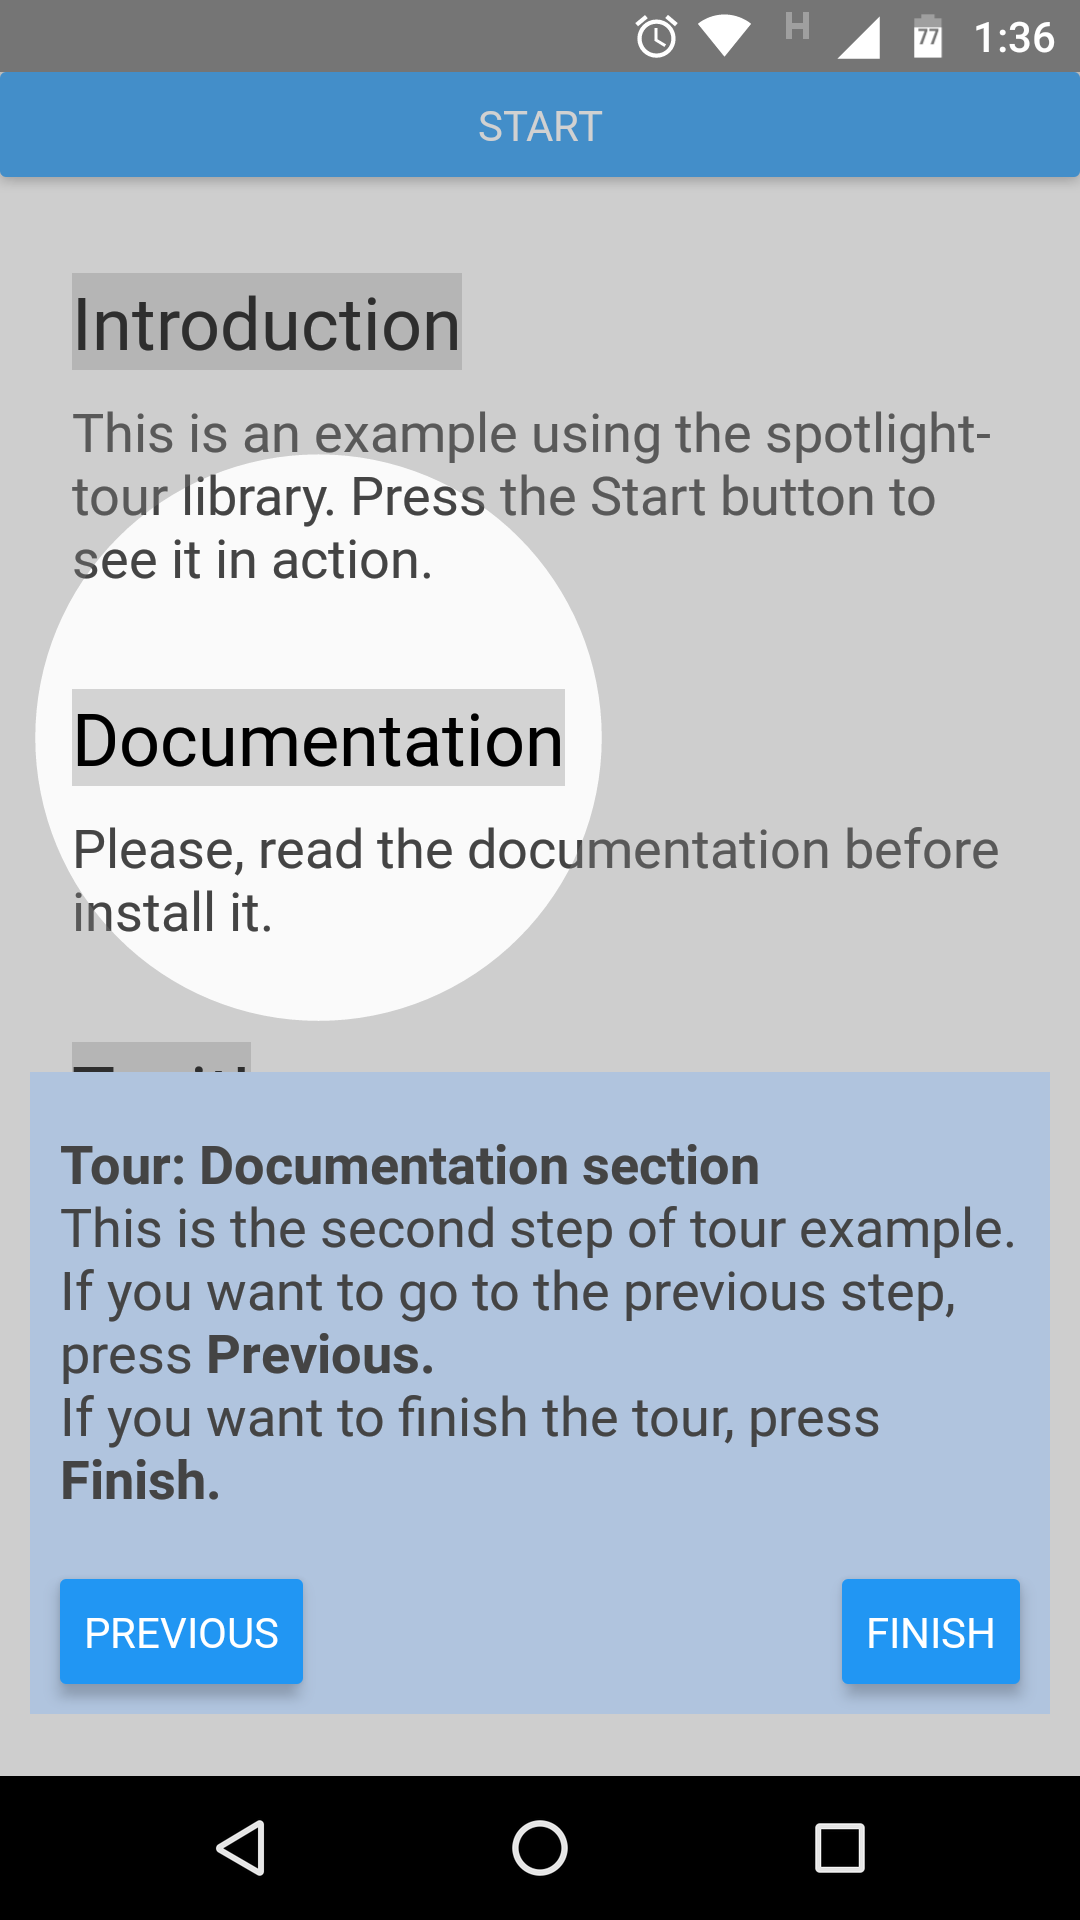 H 77 1:36
START
Introduction
This is an example using the spotlight-
tour library. Press the Start button to
see it in action.
Documentation
Please, read the documentation before
install it.
Tour: Documentation section
This is the second step of tour example.
If you want to go to the previous step,
press Previous.
If you want to finish the tour, press
Finish.
PREVIOUS FINISH